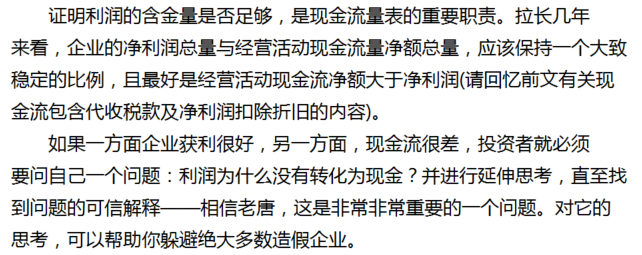 证明利润的含金量是否足够，是现金流量表的重要职责。拉长几年
来看，企业的净利润总量与经营活动现金流量净额总量，应该保持一个大致
稳定的比例，且最好是经营活动现金流净额大于净利润(请回忆前文有关现
金流包含代收税款及净利润扣除折旧的内容)。
如果一方面企业获利很好，另一方面，现金流很差，投资者就必须
要问自己一个问题：利润为什么没有转化为现金？并进行延伸思考，直至找
到问题的可信解释——相信老唐，这是非常非常重要的一个问题。对它的
思考，可以帮助你躲避绝大多数造假企业。